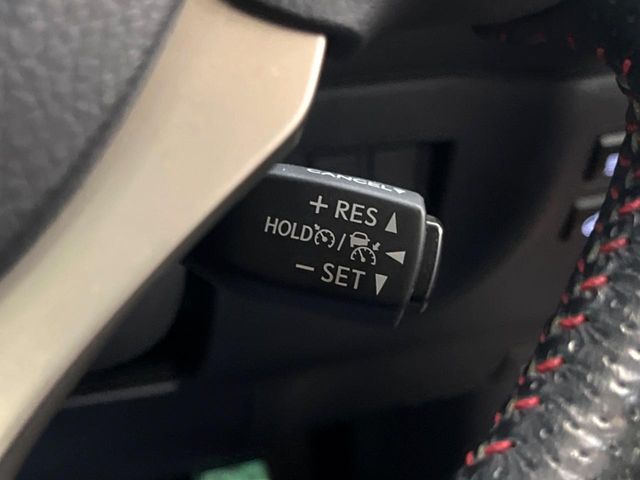 CANCEL
+ RES
HOLD /
− SET